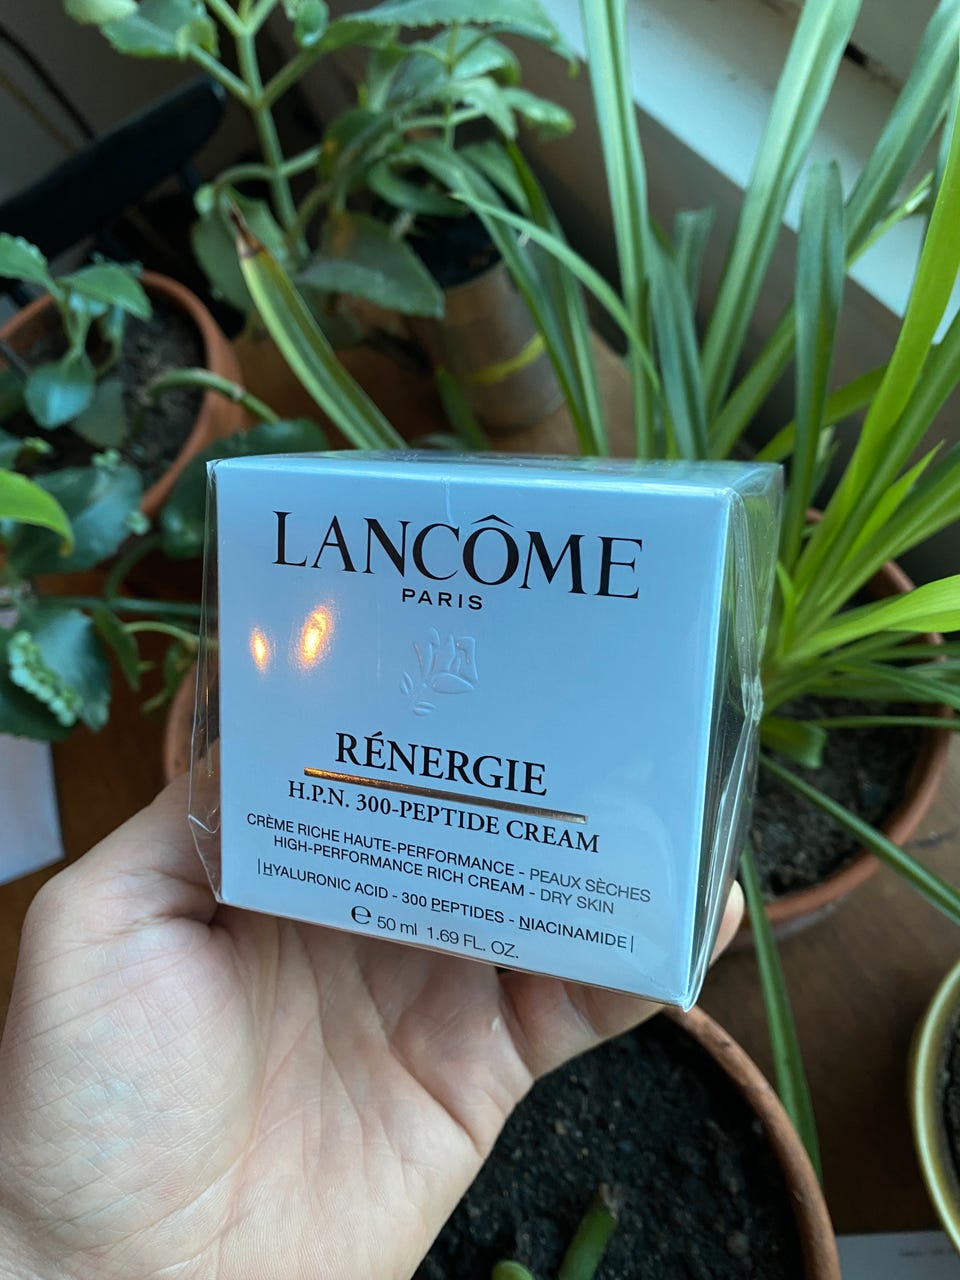 LANCÔME
PARIS
RÉNERGIE
H.P.N. 300-PEPTIDE CREAM
CRÈME RICHE HAUTE-PERFORMANCE - PEAUX SÈCHES
HIGH-PERFORMANCE RICH CREAM - DRY SKIN
|HYALURONIC ACID - 300 PEPTIDES - NIACINAMIDE|
℮ 50 ml 1.69 FL. OZ.